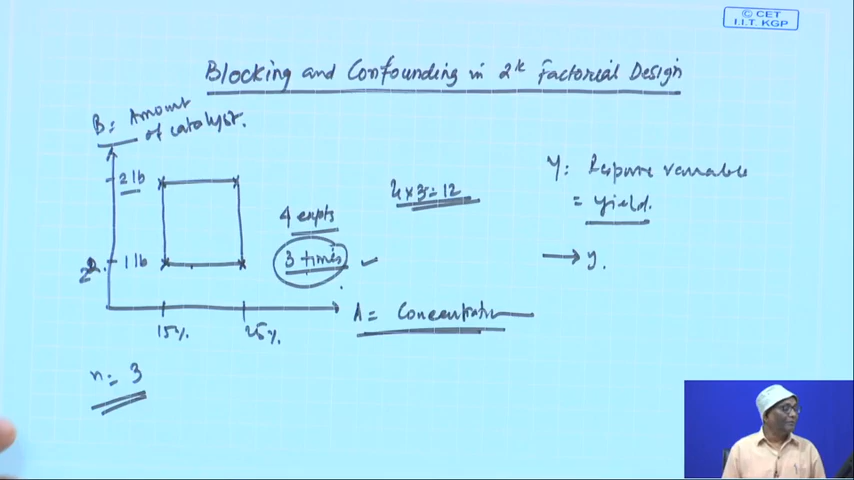 © CET
I.I.T. KGP
Blocking and Confounding in 2^k Factorial Design
B = Amount
of catalyst.
2 lb
1 lb
4 expts
3 times
4 x 3 = 12
Y: Response variable
= yield.
→ y.
15%
25%
A = Concentration
n = 3